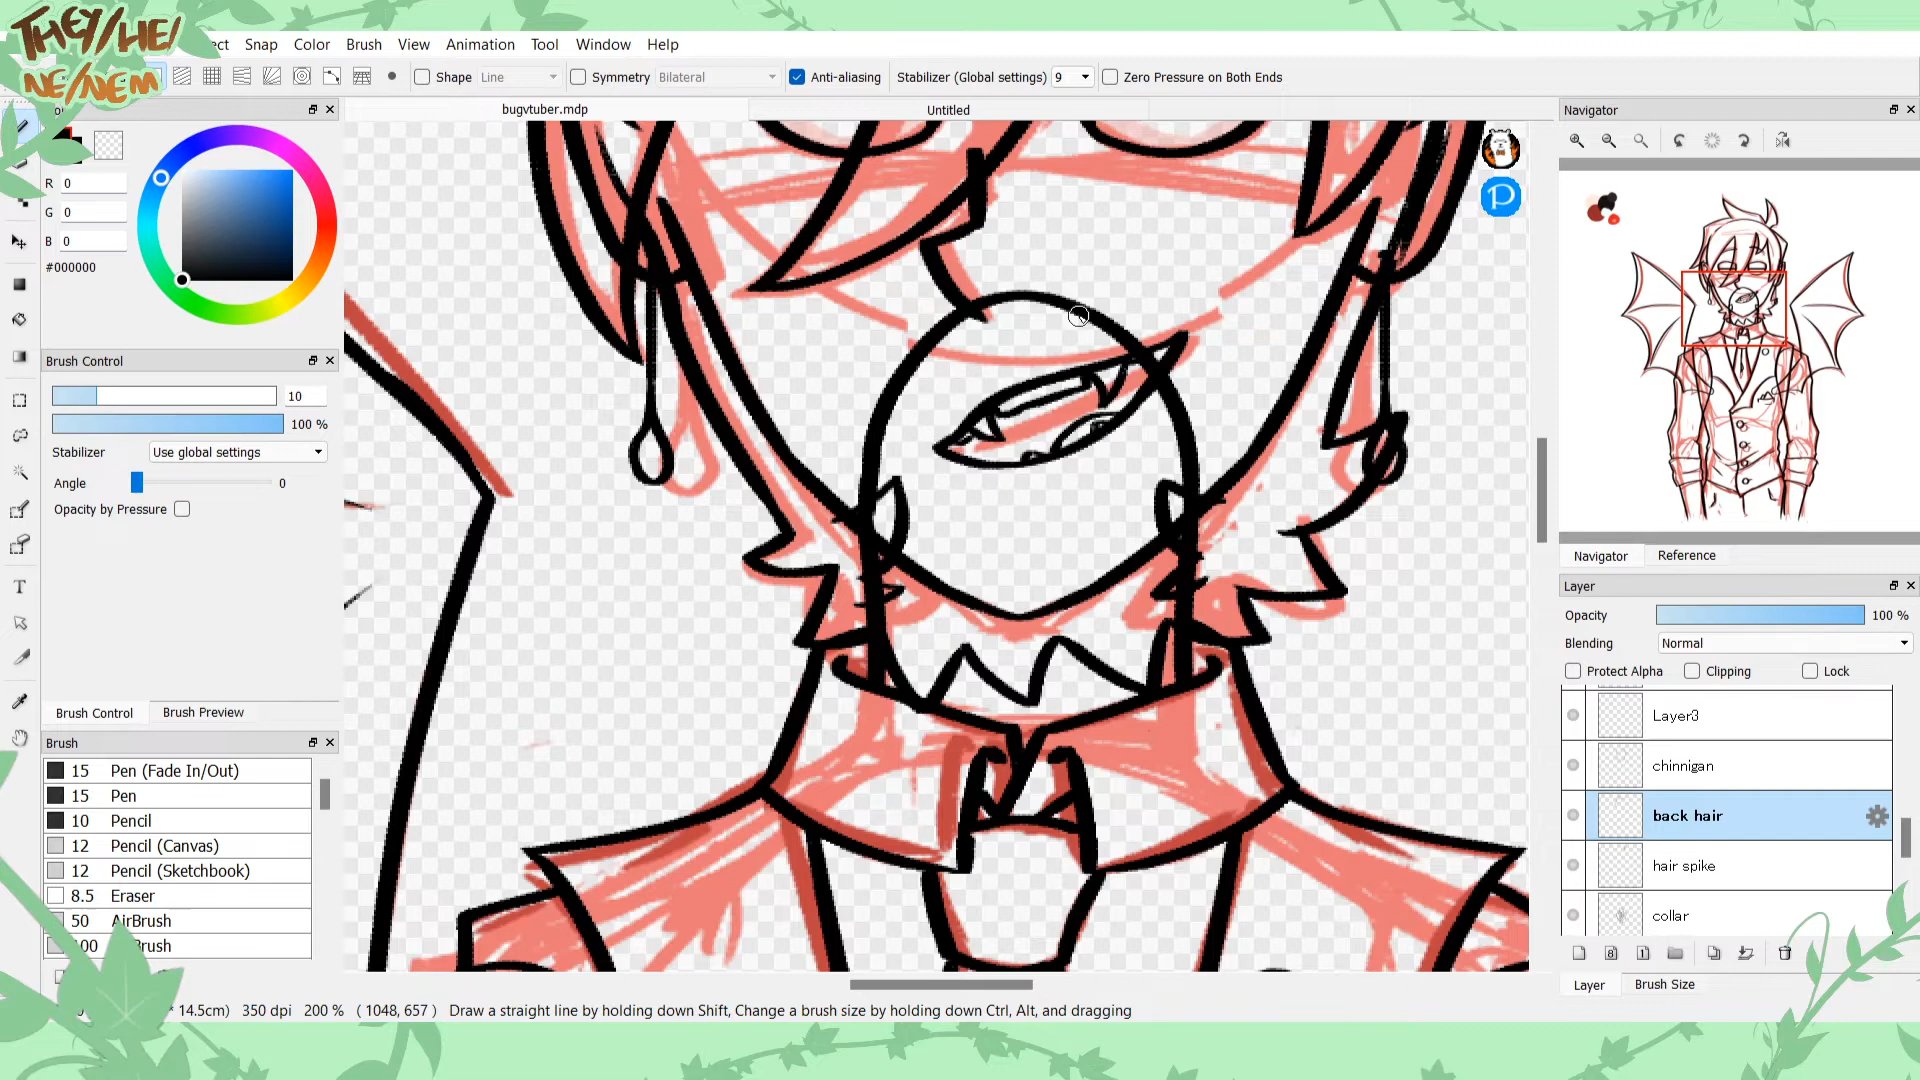 THEY/HE/
NE/NEM
ect Snap Color Brush View Animation Tool Window Help
Shape Line Symmetry Bilateral Anti-aliasing Stabilizer (Global settings) 9 Zero Pressure on Both Ends
bugvtuber.mdp Untitled
R 0
G 0
B 0
#000000
Brush Control
10
100 %
Stabilizer Use global settings
Angle 0
Opacity by Pressure
Brush Control Brush Preview
Brush
15 Pen (Fade In/Out)
15 Pen
10 Pencil
12 Pencil (Canvas)
12 Pencil (Sketchbook)
8.5 Eraser
50 AirBrush
100 Brush
P
Navigator
Navigator Reference
Layer
Opacity 100 %
Blending Normal
Protect Alpha Clipping Lock
Layer3
chinnigan
back hair
hair spike
collar
8 1
Layer Brush Size
T
* 14.5cm) 350 dpi 200 % ( 1048, 657 ) Draw a straight line by holding down Shift, Change a brush size by holding down Ctrl, Alt, and dragging